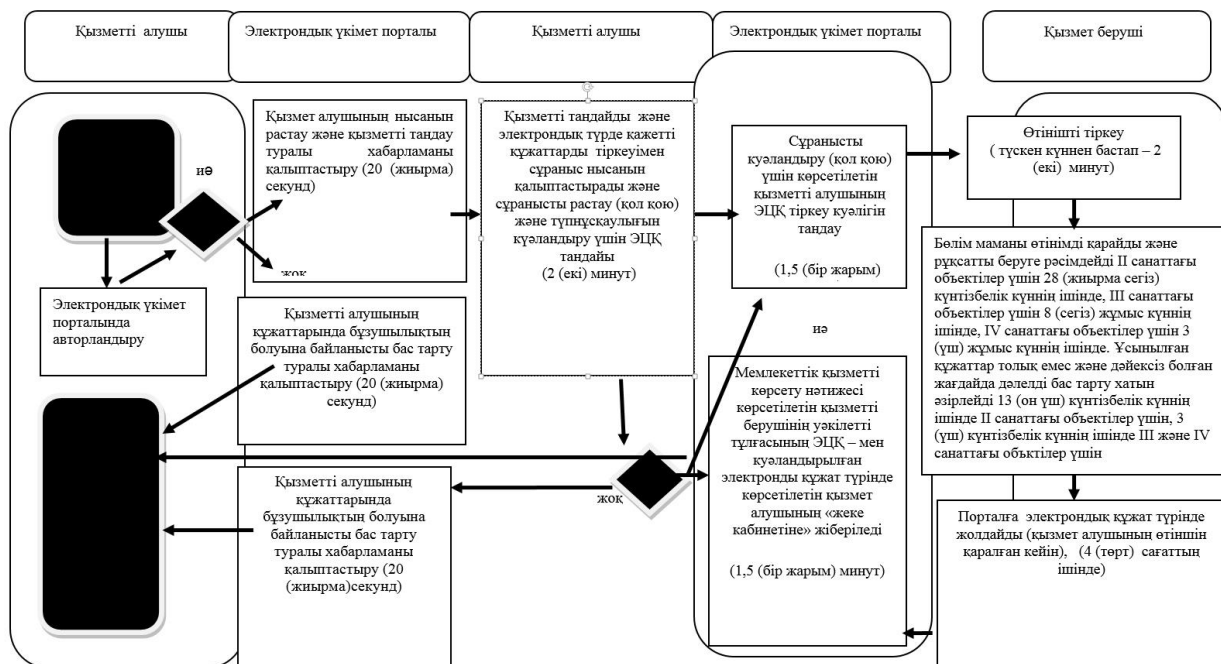 Қызметті алушы
Электрондық үкімет порталы
Қызметті алушы
Электрондық үкімет порталы
Қызмет беруші
Қызмет алушының нысанын
растау және қызметті таңдау
туралы хабарламаны
қалыптастыру (20 (жиырма)
секунд)
иә
жоқ
Электрондық үкімет
порталында
авторландыру
Қызметті алушының
құжаттарында бұзушылықтың
болуына байланысты бас тарту
туралы хабарламаны
қалыптастыру (20 (жиырма)
секунд)
Қызметті алушының
құжаттарында
бұзушылықтың болуына
байланысты бас тарту
туралы хабарламаны
қалыптастыру (20
(жиырма)секунд)
Қызметті таңдайды және
электрондық түрде қажетті
құжаттарды тіркеуімен
сұраныс нысанын
қалыптастырады және
сұранысты растау (қол қою)
және түпнұсқаулығын
куәландыру үшін ЭЦҚ
таңдайы
(2 (екі) минут)
жоқ
Сұранысты
куәландыру (қол қою)
үшін көрсетілетін
қызметті алушының
ЭЦҚ тіркеу куәлігін
таңдау
(1,5 (бір жарым)
иә
Мемлекеттік қызметті
көрсету нәтижесі
көрсетілетін қызметті
берушінің уәкілетті
тұлғасының ЭЦҚ – мен
куәландырылған
электронды құжат түрінде
көрсетілетін қызмет
алушының «жеке
кабинетіне» жіберіледі
(1,5 (бір жарым) минут)
Өтінішті тіркеу
( түскен күннен бастап – 2
(екі) минут)
Бөлім маманы өтінімді қарайды және
рұқсатты беруге рәсімдейді II санаттағы
объектілер үшін 28 (жиырма сегіз)
күнтізбелік күннің ішінде, III санаттағы
объектілер үшін 8 (сегіз) жұмыс күннің
ішінде, IV санаттағы объектілер үшін 3
(үш) жұмыс күннің ішінде. Ұсынылған
құжаттар толық емес және дәйексіз болған
жағдайда дәлелді бас тарту хатын
әзірлейді 13 (он үш) күнтізбелік күннің
ішінде II санаттағы объектілер үшін, 3
(үш) күнтізбелік күннің ішінде III және IV
санаттағы объктілер үшін
Порталға электрондық құжат түрінде
жолдайды (қызмет алушының өтіншін
қаралған кейін), (4 (төрт) сағаттың
ішінде)